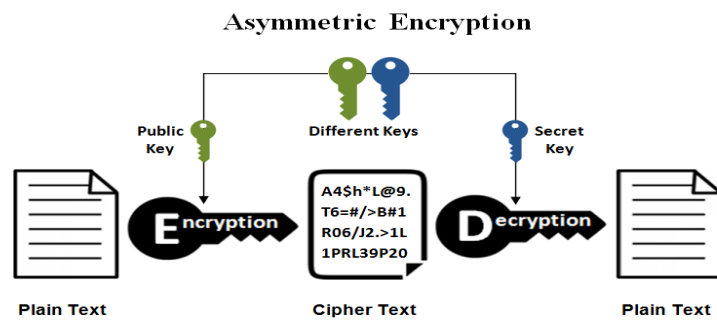 Asymmetric Encryption
Public
Key
Different Keys
Secret
Key
Encryption
A4$h*L@9.
T6=#/>B#1
R06/J2.>1L
1PRL39P20
Decryption
Plain Text
Cipher Text
Plain Text